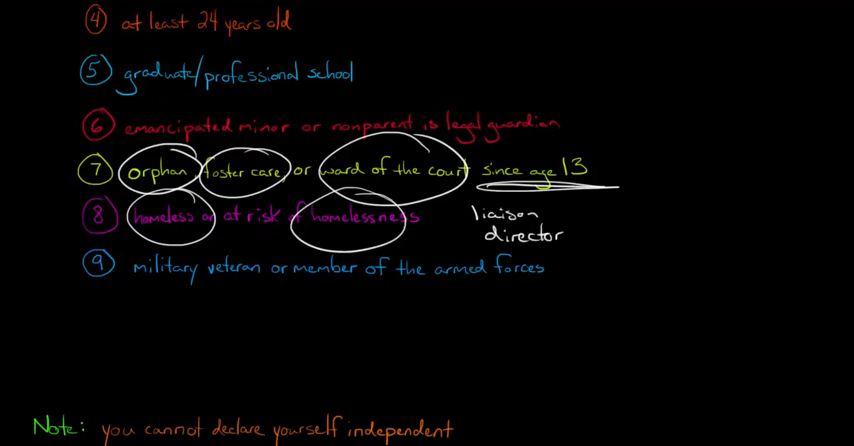 ④ at least 24 years old
⑤ graduate/professional school
⑥ emancipated minor or nonparent is legal guardian
⑦ orphan, foster care, or ward of the court since age 13
⑧ homeless or at risk of homelessness liaison
director
⑨ military veteran or member of the armed forces
Note: you cannot declare yourself independent